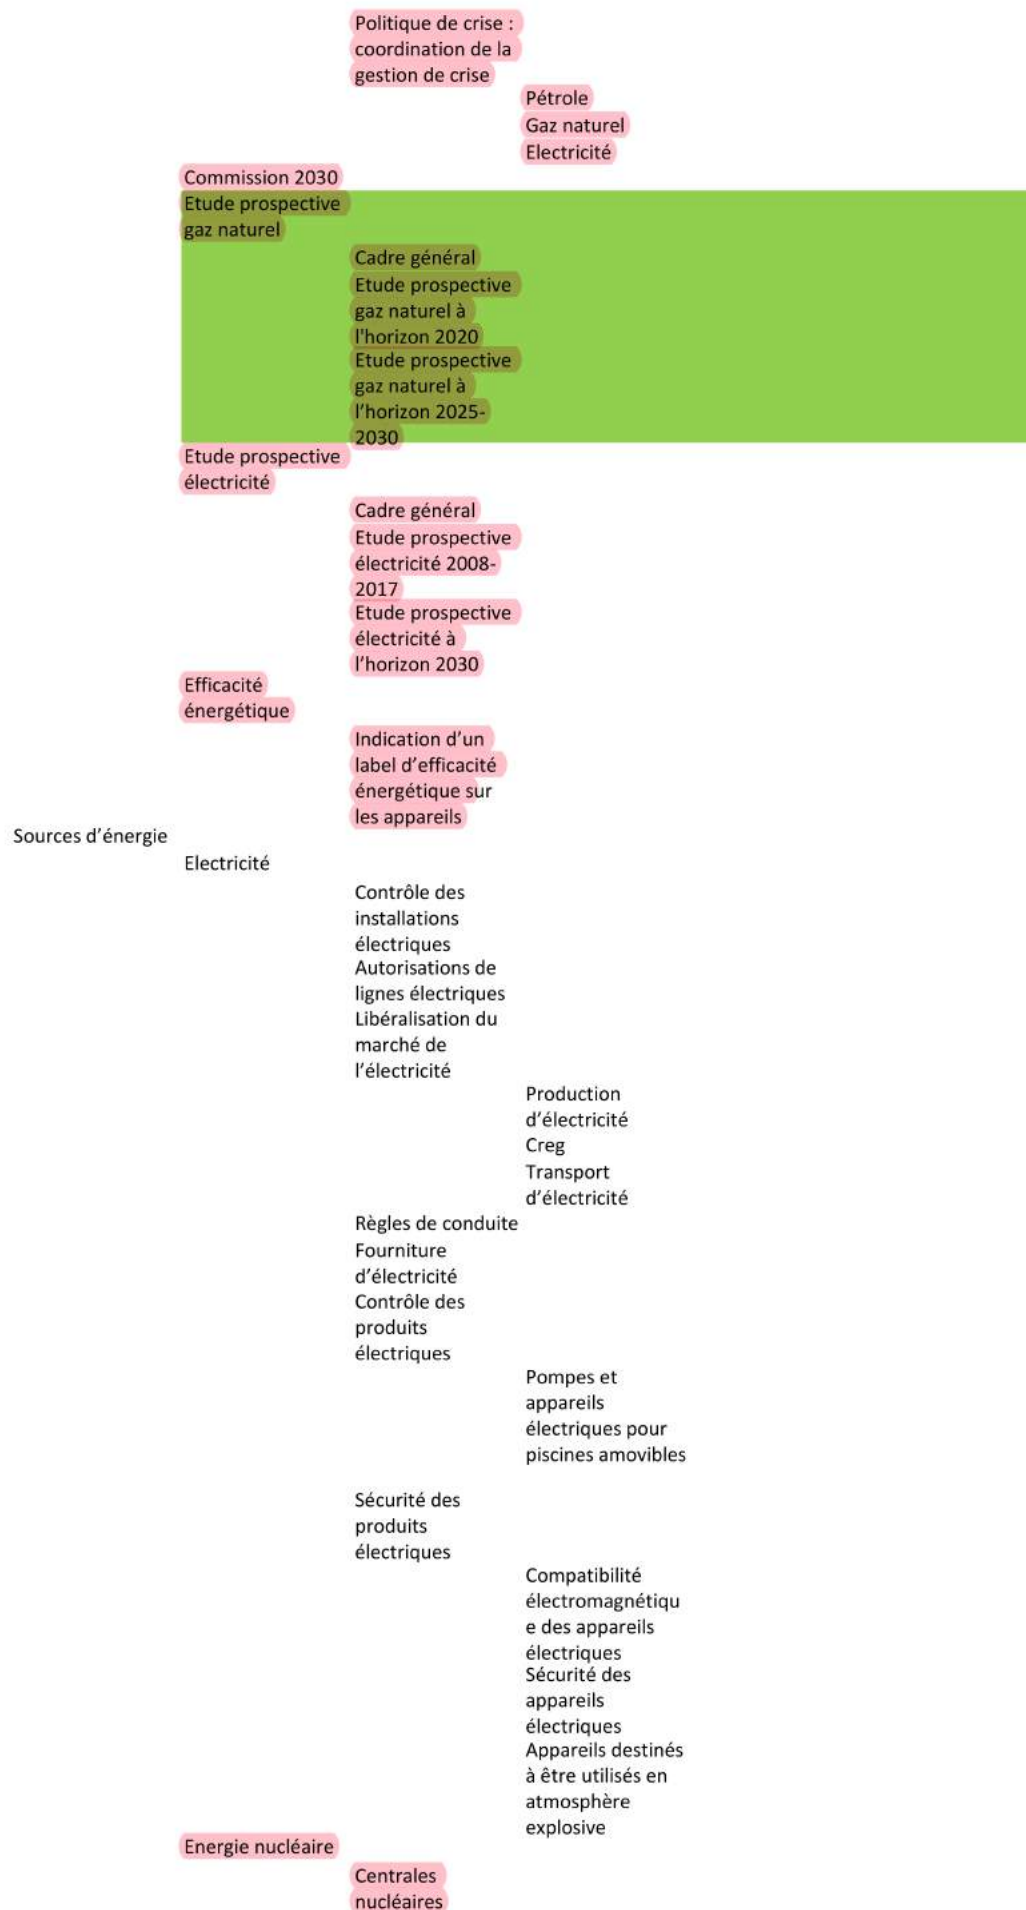 Politique de crise :
coordination de la
gestion de crise
Pétrole
Gaz naturel
Electricité
Commission 2030
Etude prospective
gaz naturel
Cadre général
Etude prospective
gaz naturel à
l'horizon 2020
Etude prospective
gaz naturel à
l’horizon 2025-
2030
Etude prospective
électricité
Cadre général
Etude prospective
électricité 2008-
2017
Etude prospective
électricité à
l’horizon 2030
Efficacité
énergétique
Indication d’un
label d’efficacité
énergétique sur
les appareils
Sources d’énergie
Electricité
Contrôle des
installations
électriques
Autorisations de
lignes électriques
Libéralisation du
marché de
l’électricité
Production
d’électricité
Creg
Transport
d’électricité
Règles de conduite
Fourniture
d’électricité
Contrôle des
produits
électriques
Pompes et
appareils
électriques pour
piscines amovibles
Sécurité des
produits
électriques
Compatibilité
électromagnétiqu
e des appareils
électriques
Sécurité des
appareils
électriques
Appareils destinés
à être utilisés en
atmosphère
explosive
Energie nucléaire
Centrales
nucléaires